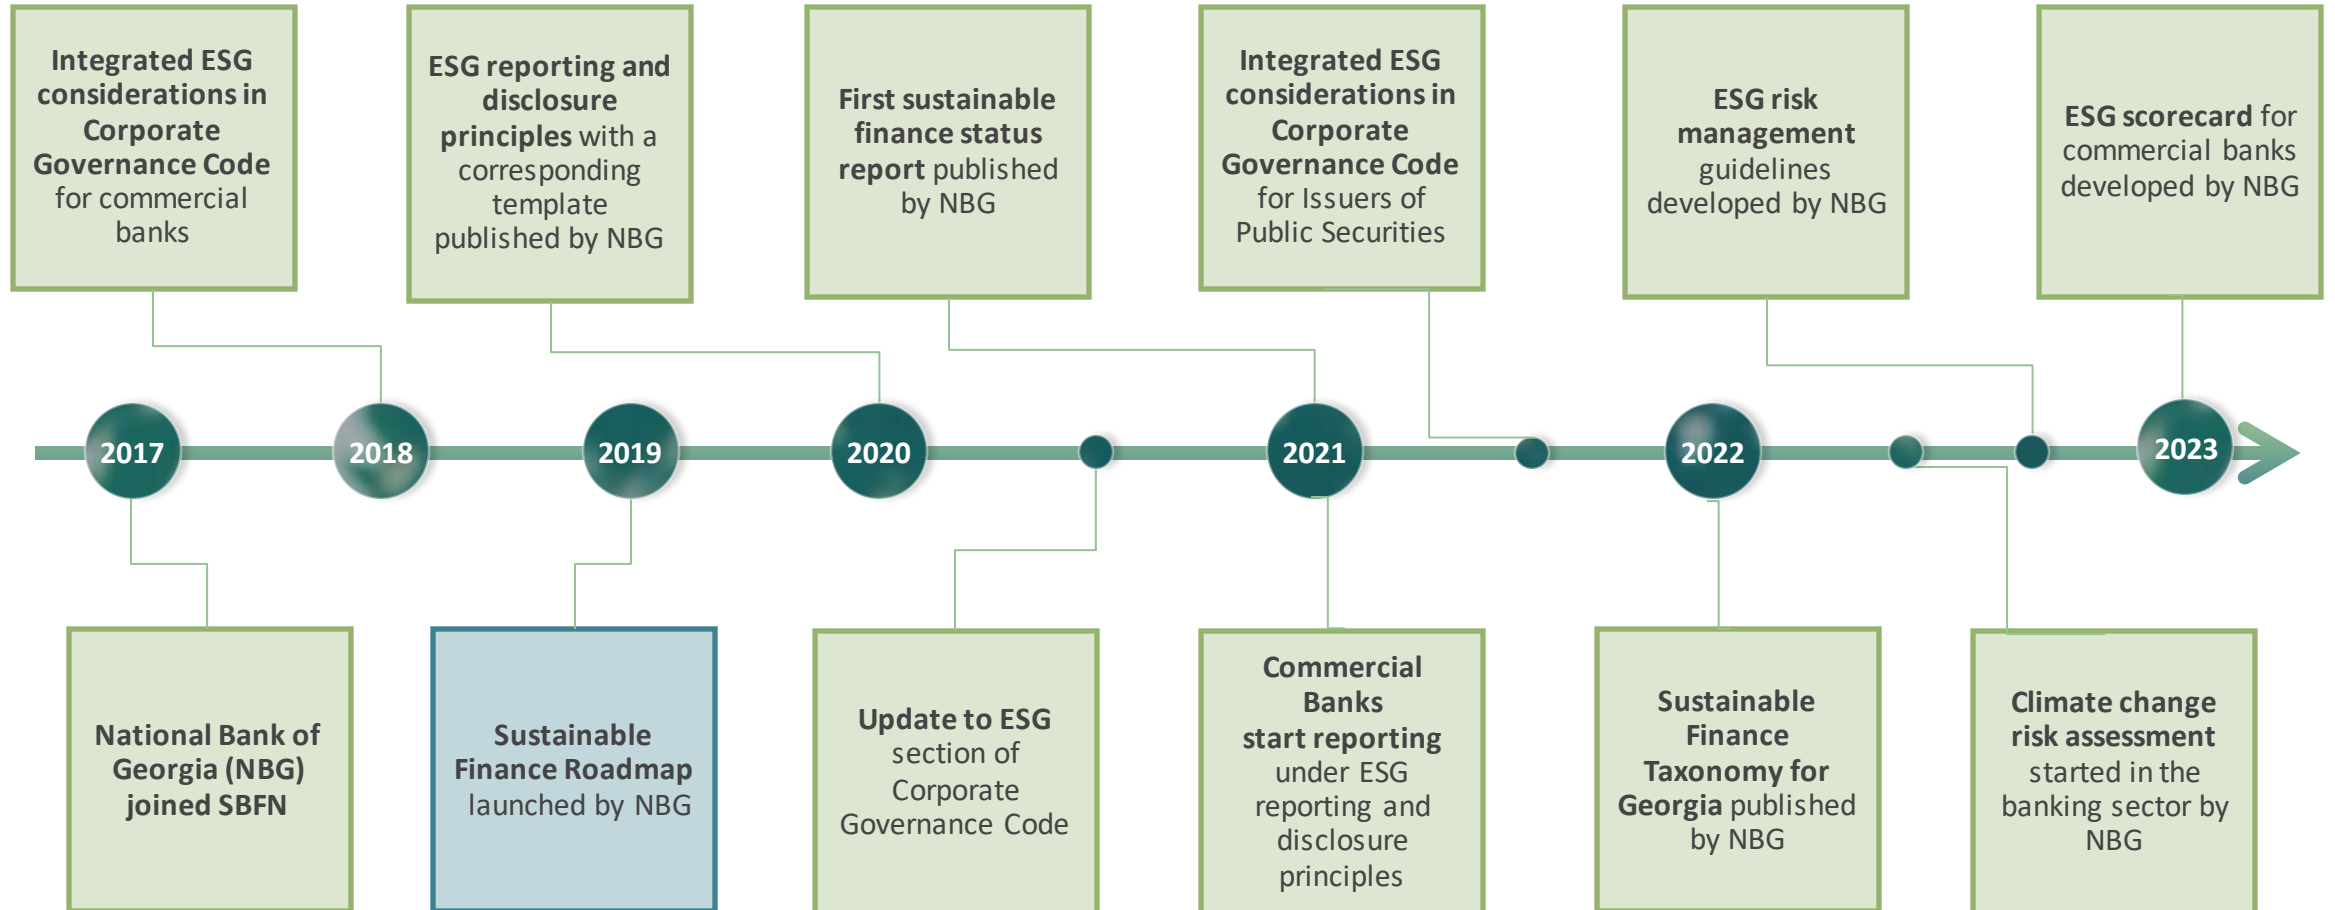 Integrated ESG
considerations in
Corporate
Governance Code
for commercial
banks
ESG reporting and
disclosure
principles with a
corresponding
template
published by NBG
First sustainable
finance status
report published
by NBG
Integrated ESG
considerations in
Corporate
Governance Code
for Issuers of
Public Securities
ESG risk
management
guidelines
developed by NBG
ESG scorecard for
commercial banks
developed by NBG
2017
2018
2019
2020
2021
2022
2023
National Bank of
Georgia (NBG)
joined SBFN
Sustainable
Finance Roadmap
launched by NBG
Update to ESG
section of
Corporate
Governance Code
Commercial
Banks
start reporting
under ESG
reporting and
disclosure
principles
Sustainable
Finance
Taxonomy for
Georgia published
by NBG
Climate change
risk assessment
started in the
banking sector by
NBG